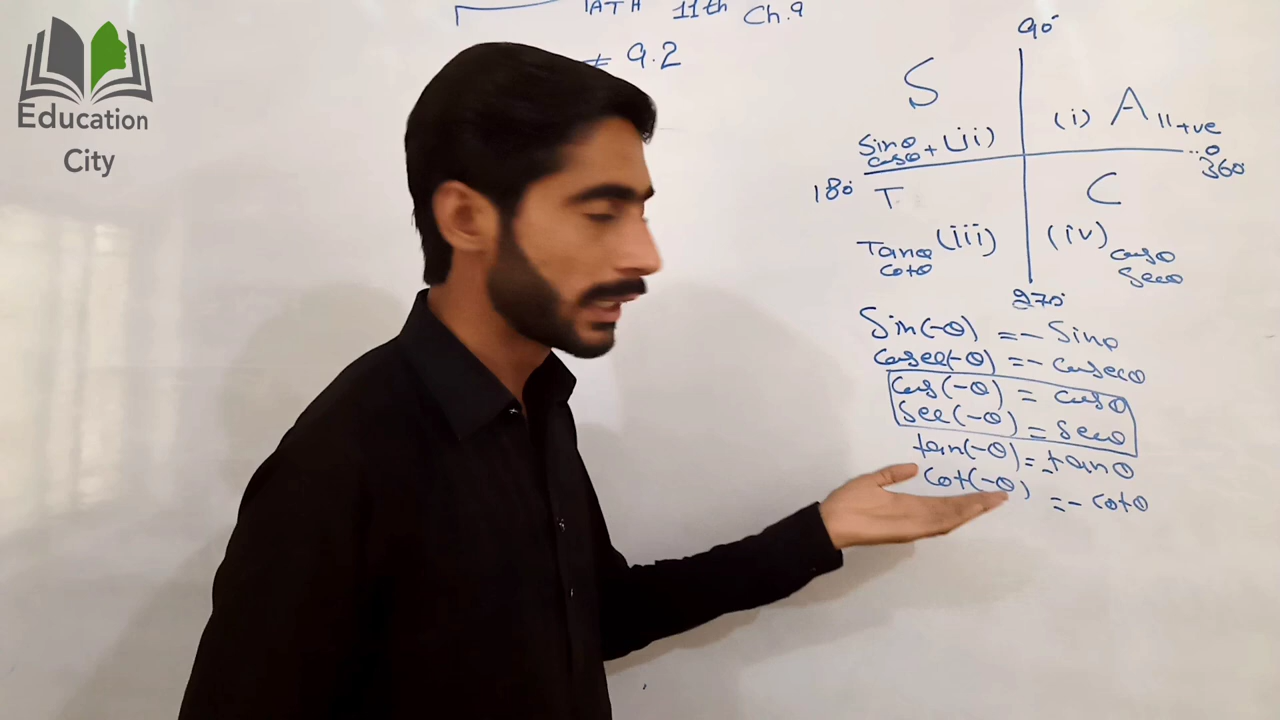 Education
City
MATH 11th Ch.9
≠ 9.2
90°
S
(i) All +ve
Sinθ + (ii)
cosθ
0
360°
180°
T
C
Tanθ (iii)
cotθ
(iv) cosθ
Secθ
270°
Sin(-θ) = - Sinθ
cosec(-θ) = - cosecθ
cos(-θ) = cosθ
Sec(-θ) = Secθ
tan(-θ) = - tanθ
Cot(-θ) = - Cotθ